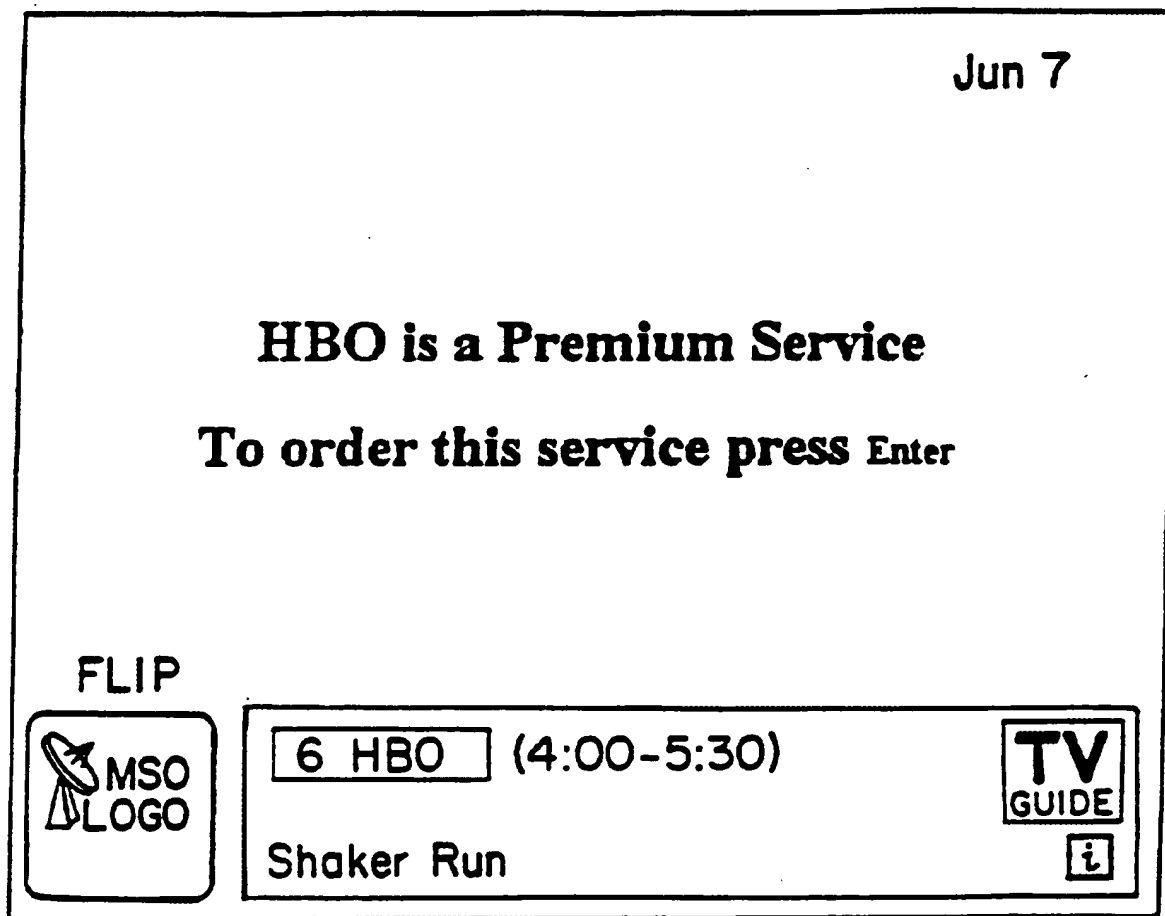 Jun 7
HBO is a Premium Service
To order this service press Enter
FLIP
MSO
LOGO
6 HBO (4:00-5:30)
TV
GUIDE
Shaker Run
i